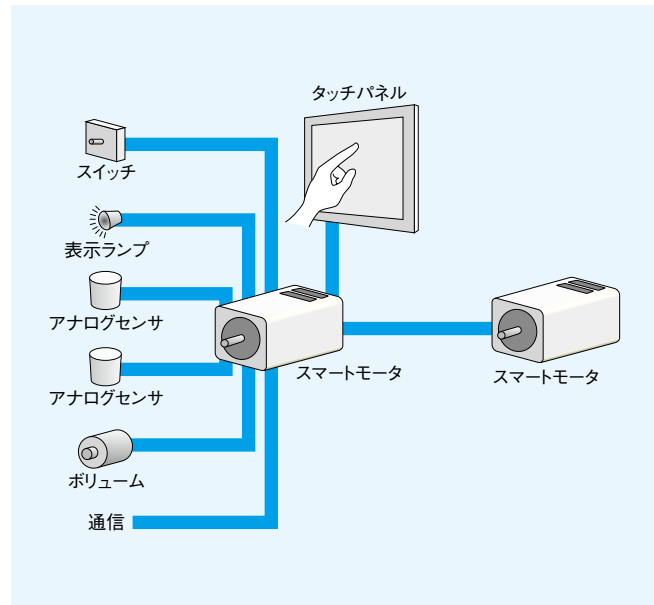 タッチパネル
スイッチ
表示ランプ
アナログセンサ
アナログセンサ
ボリューム
通信
スマートモータ
スマートモータ